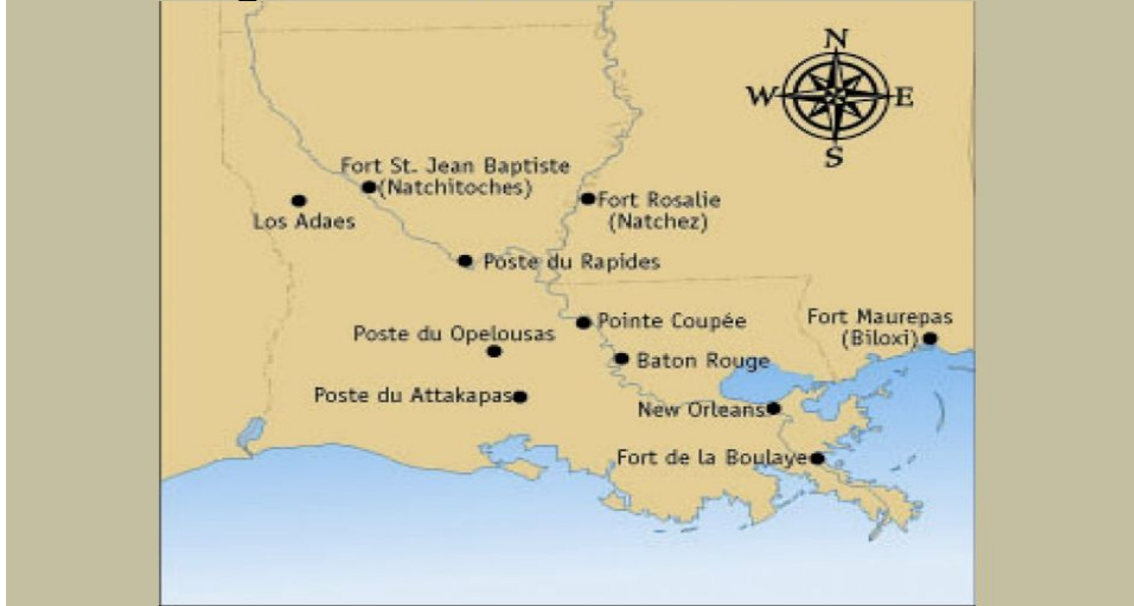 N
W E
S
Fort St. Jean Baptiste
(Natchitoches)
Los Adaes
Fort Rosalie
(Natchez)
Poste du Rapides
Pointe Coupée
Fort Maurepas
(Biloxi)
Poste du Opelousas
Baton Rouge
Poste du Attakapas
New Orleans
Fort de la Boulaye